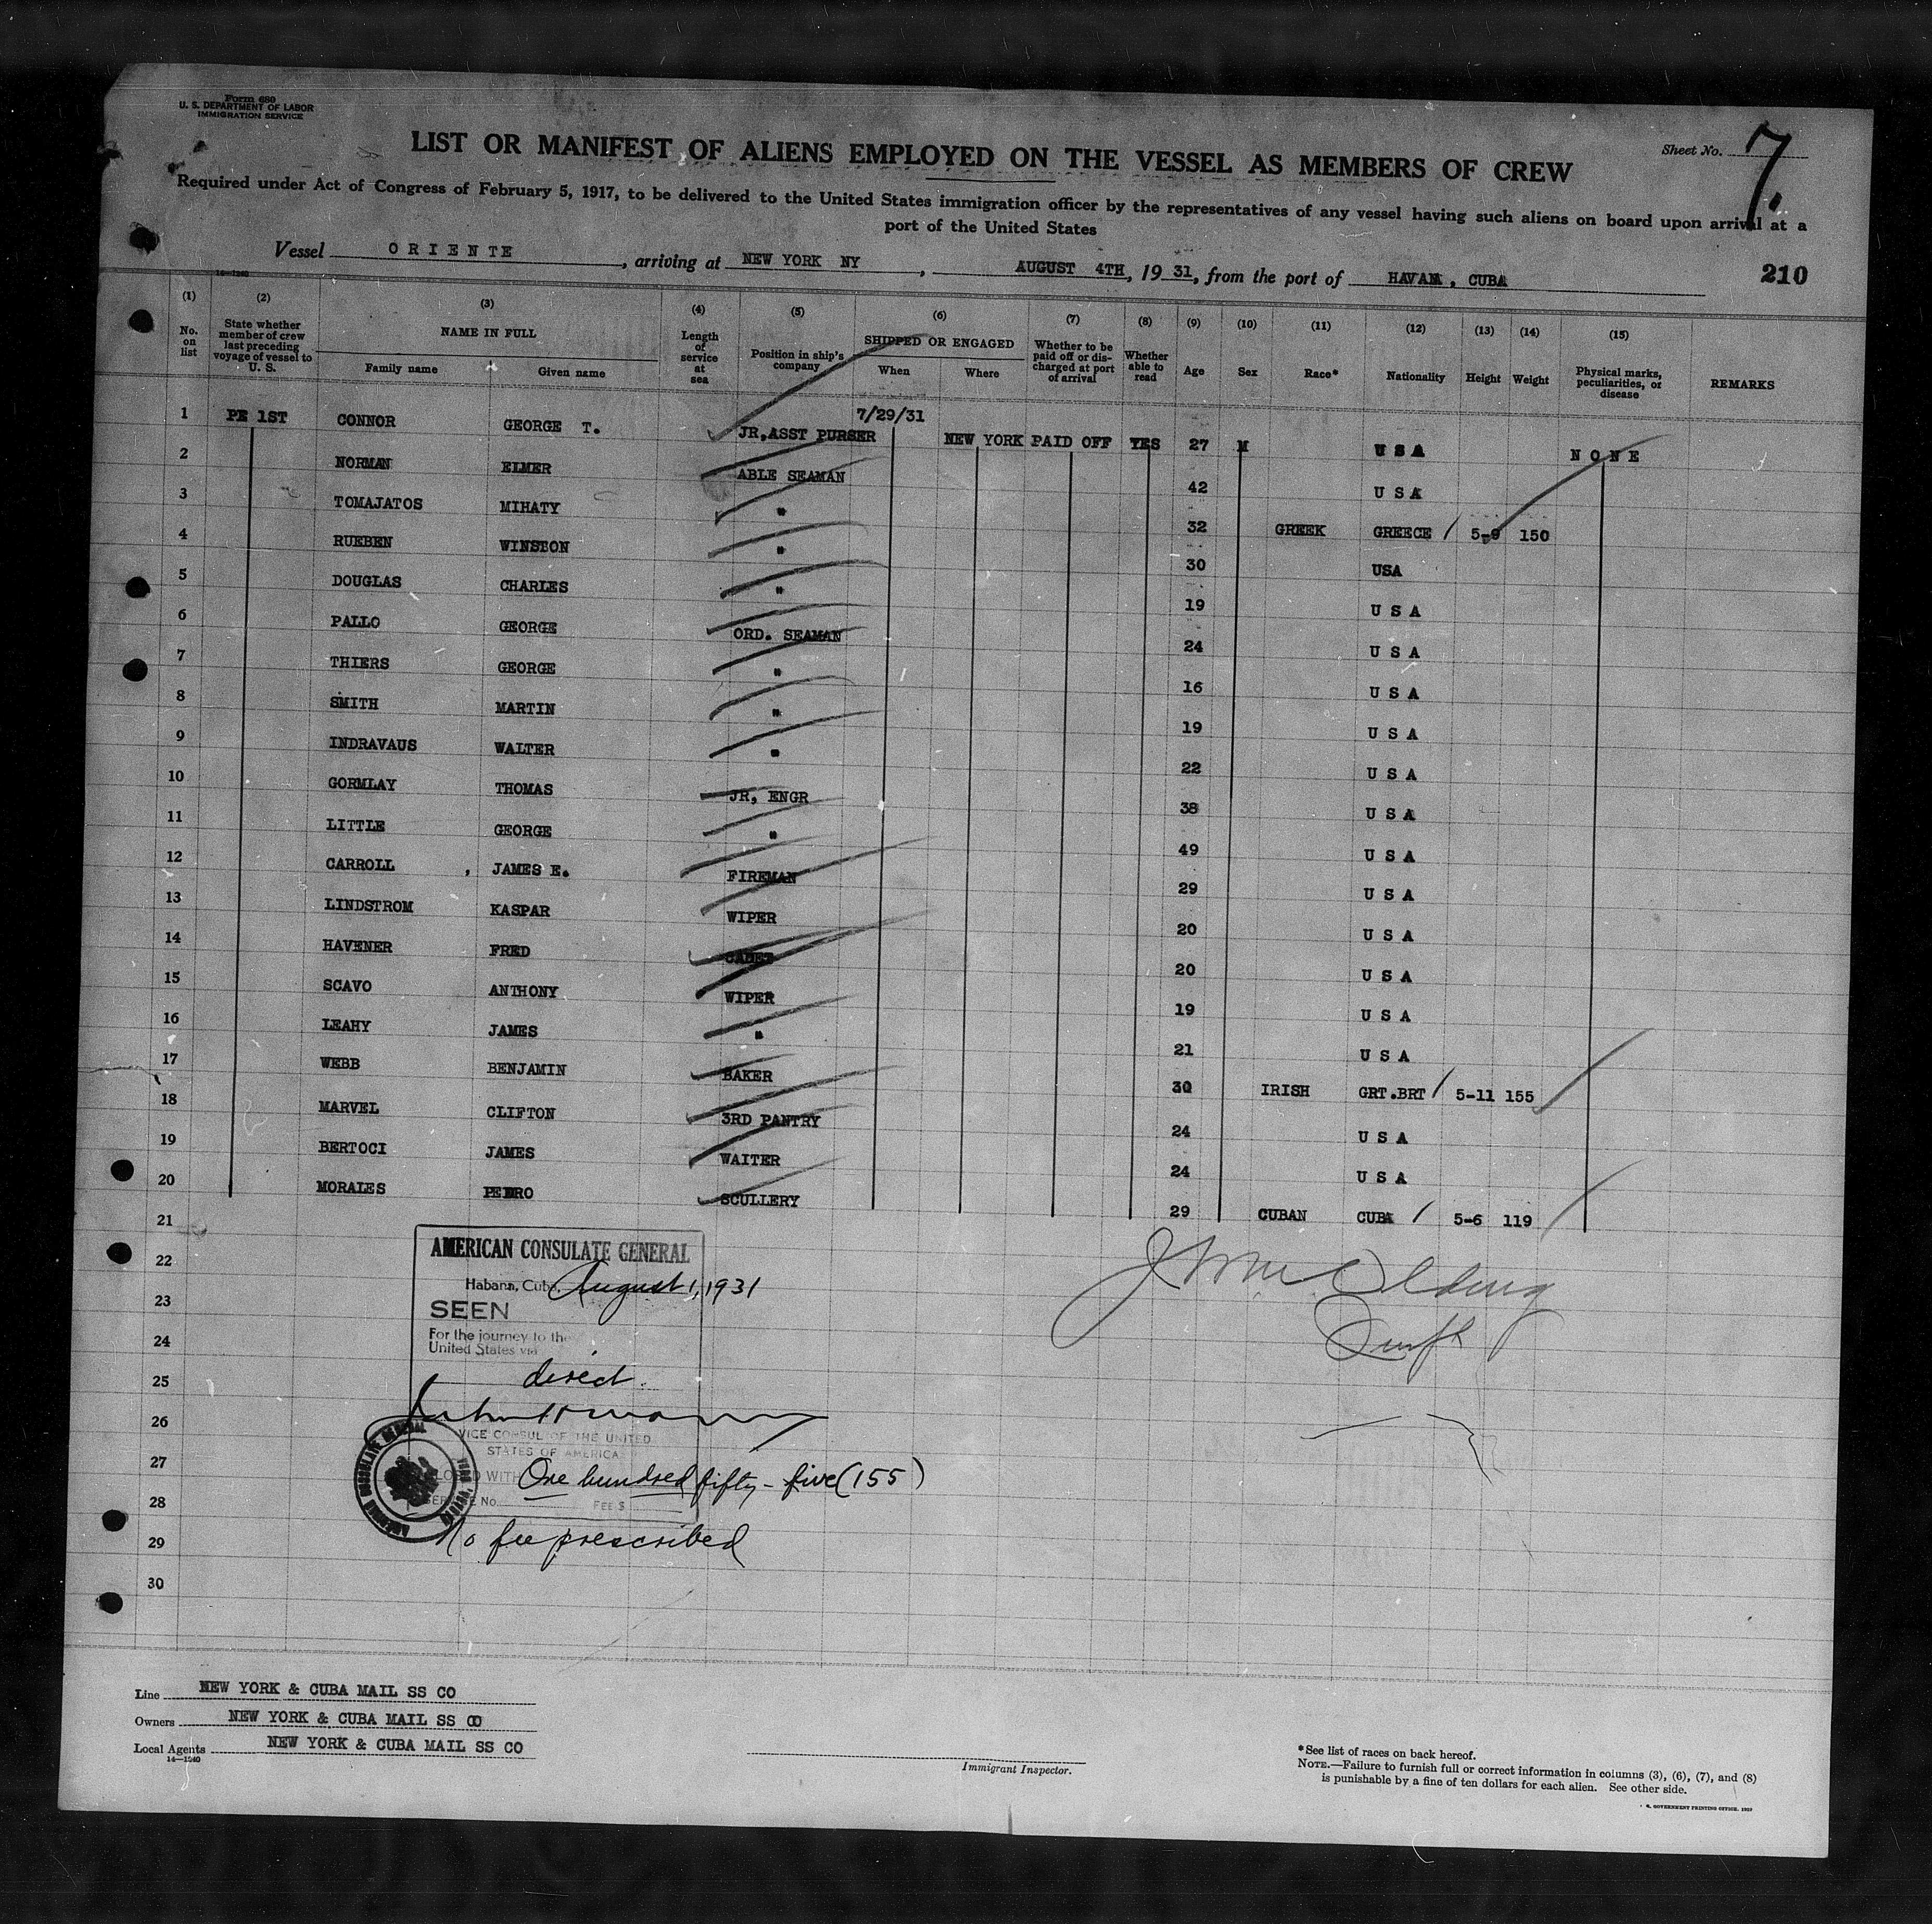 Form 680
U. S. DEPARTMENT OF LABOR
IMMIGRATION SERVICE
LIST OR MANIFEST OF ALIENS EMPLOYED ON THE VESSEL AS MEMBERS OF CREW
Sheet No. 7.
Required under Act of Congress of February 5, 1917, to be delivered to the United States immigration officer by the representatives of any vessel having such aliens on board upon arrival at a
port of the United States
Vessel ORIENTE, arriving at NEW YORK NY, AUGUST 4TH, 1931, from the port of HAVANA, CUBA
210
14—1240
(1) (2) (3) (4) (5) (6) (7) (8) (9) (10) (11) (12) (13) (14) (15)
No. on list
State whether member of crew last preceding voyage of vessel to U. S.
NAME IN FULL
Family name
Given name
Length of service at sea
Position in ship's company
SHIPPED OR ENGAGED
When
Where
Whether to be paid off or discharged at port of arrival
Whether able to read
Age
Sex
Race*
Nationality
Height
Weight
Physical marks, peculiarities, or disease
REMARKS
1 PE 1ST CONNOR GEORGE T. JR,ASST PURSER 7/29/31 NEW YORK PAID OFF YES 27 M U S A NONE
2 NORMAN ELMER ABLE SEAMAN 42 U S A
3 TOMAJATOS MIHATY " 32 GREEK GREECE / 5-9 150
4 RUEBEN WINSTON " 30 USA
5 DOUGLAS CHARLES " 19 U S A
6 PALLO GEORGE ORD. SEAMAN 24 U S A
7 THIERS GEORGE " 16 U S A
8 SMITH MARTIN " 19 U S A
9 INDRAVAUS WALTER " 22 U S A
10 GORMLAY THOMAS JR, ENGR 38 U S A
11 LITTLE GEORGE " 49 U S A
12 CARROLL , JAMES E. FIREMAN 29 U S A
13 LINDSTROM KASPAR WIPER 20 U S A
14 HAVENER FRED CADET 20 U S A
15 SCAVO ANTHONY WIPER 19 U S A
16 LEAHY JAMES " 21 U S A
17 WEBB BENJAMIN BAKER 30 IRISH GRT.BRT / 5-11 155
18 MARVEL CLIFTON 3RD PANTRY 24 U S A
19 BERTOCI JAMES WAITER 24 U S A
20 MORALES PEDRO SCULLERY 29 CUBAN CUBA / 5-6 119
21
22
23
24
25
26
27
28
29
30
AMERICAN CONSULATE GENERAL
Habana, Cuba, August 1, 1931
SEEN
For the journey to the
United States via
direct.
VICE CONSUL OF THE UNITED
STATES OF AMERICA
One hundred fifty-five (155)
No. FEE $
No fee prescribed
AMERICAN CONSULATE GENERAL
Line NEW YORK & CUBA MAIL SS CO
Owners NEW YORK & CUBA MAIL SS CO
Local Agents NEW YORK & CUBA MAIL SS CO
14—1240
Immigrant Inspector.
*See list of races on back hereof.
NOTE.—Failure to furnish full or correct information in columns (3), (6), (7), and (8)
is punishable by a fine of ten dollars for each alien. See other side.
GOVERNMENT PRINTING OFFICE. 1929